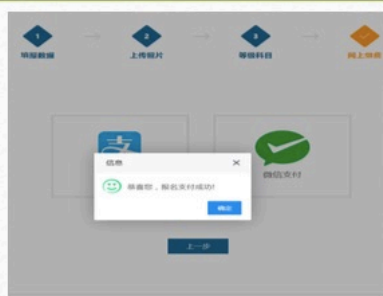 1
2
3
填报数据
上传照片
等级科目
网上缴费
支
微信支付
信息
×
恭喜您，报名支付成功!
确定
上一步